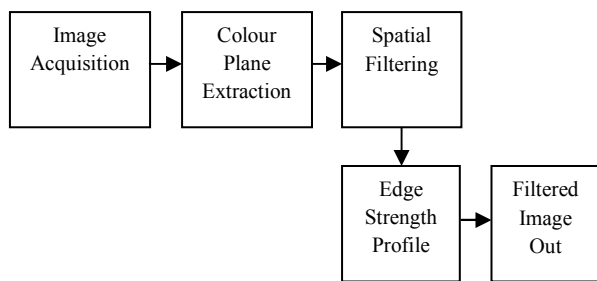 Image
Acquisition
Colour
Plane
Extraction
Spatial
Filtering
Edge
Strength
Profile
Filtered
Image
Out